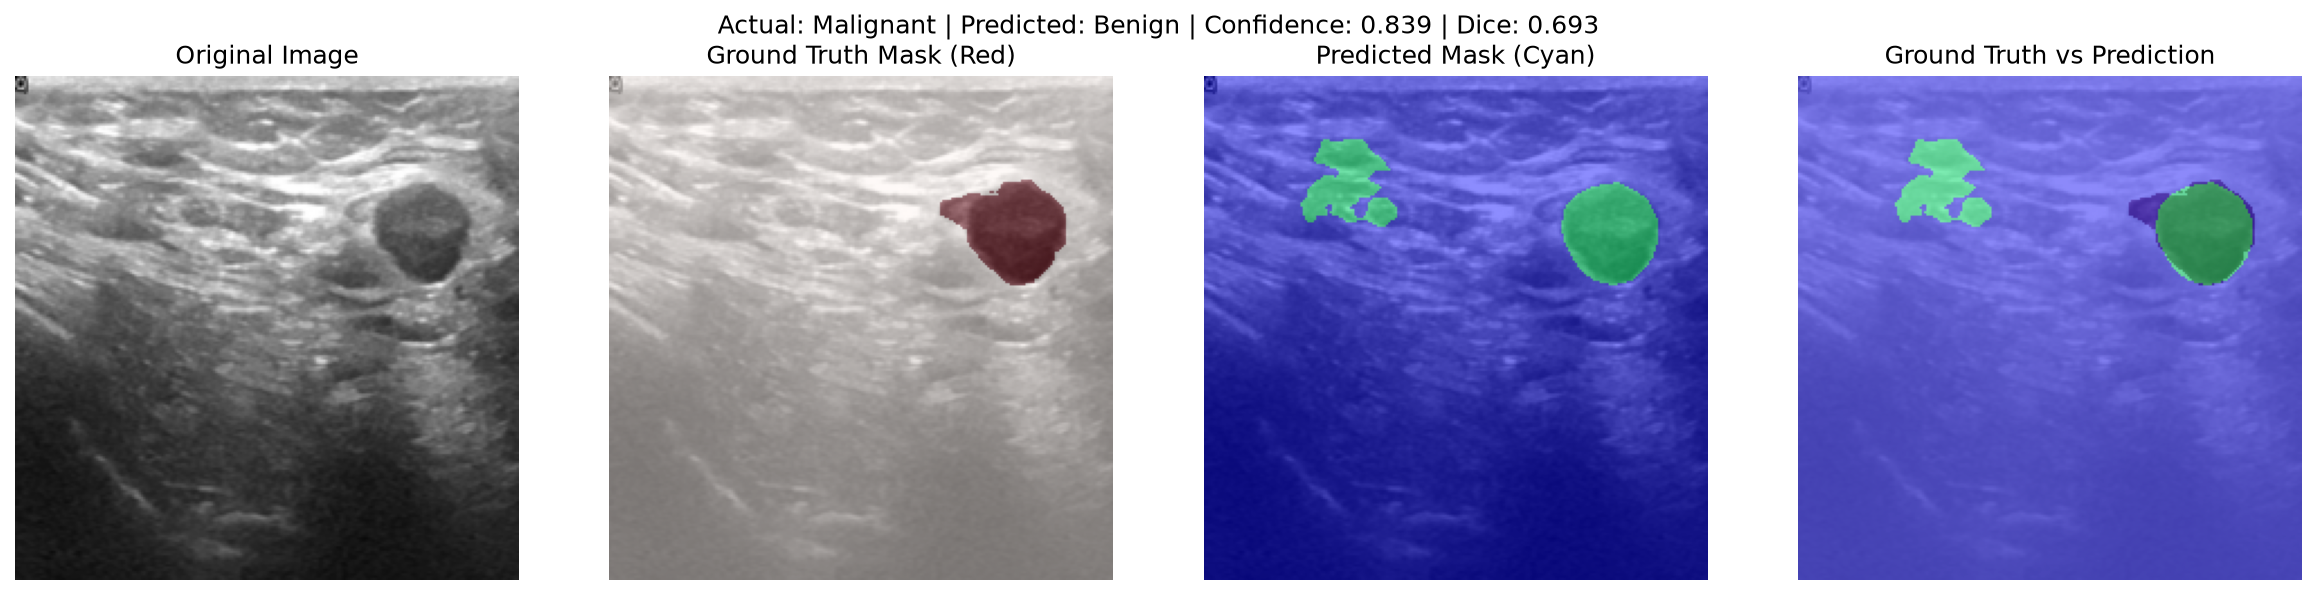 Actual: Malignant | Predicted: Benign | Confidence: 0.839 | Dice: 0.693
Original Image
Ground Truth Mask (Red)
Predicted Mask (Cyan)
Ground Truth vs Prediction